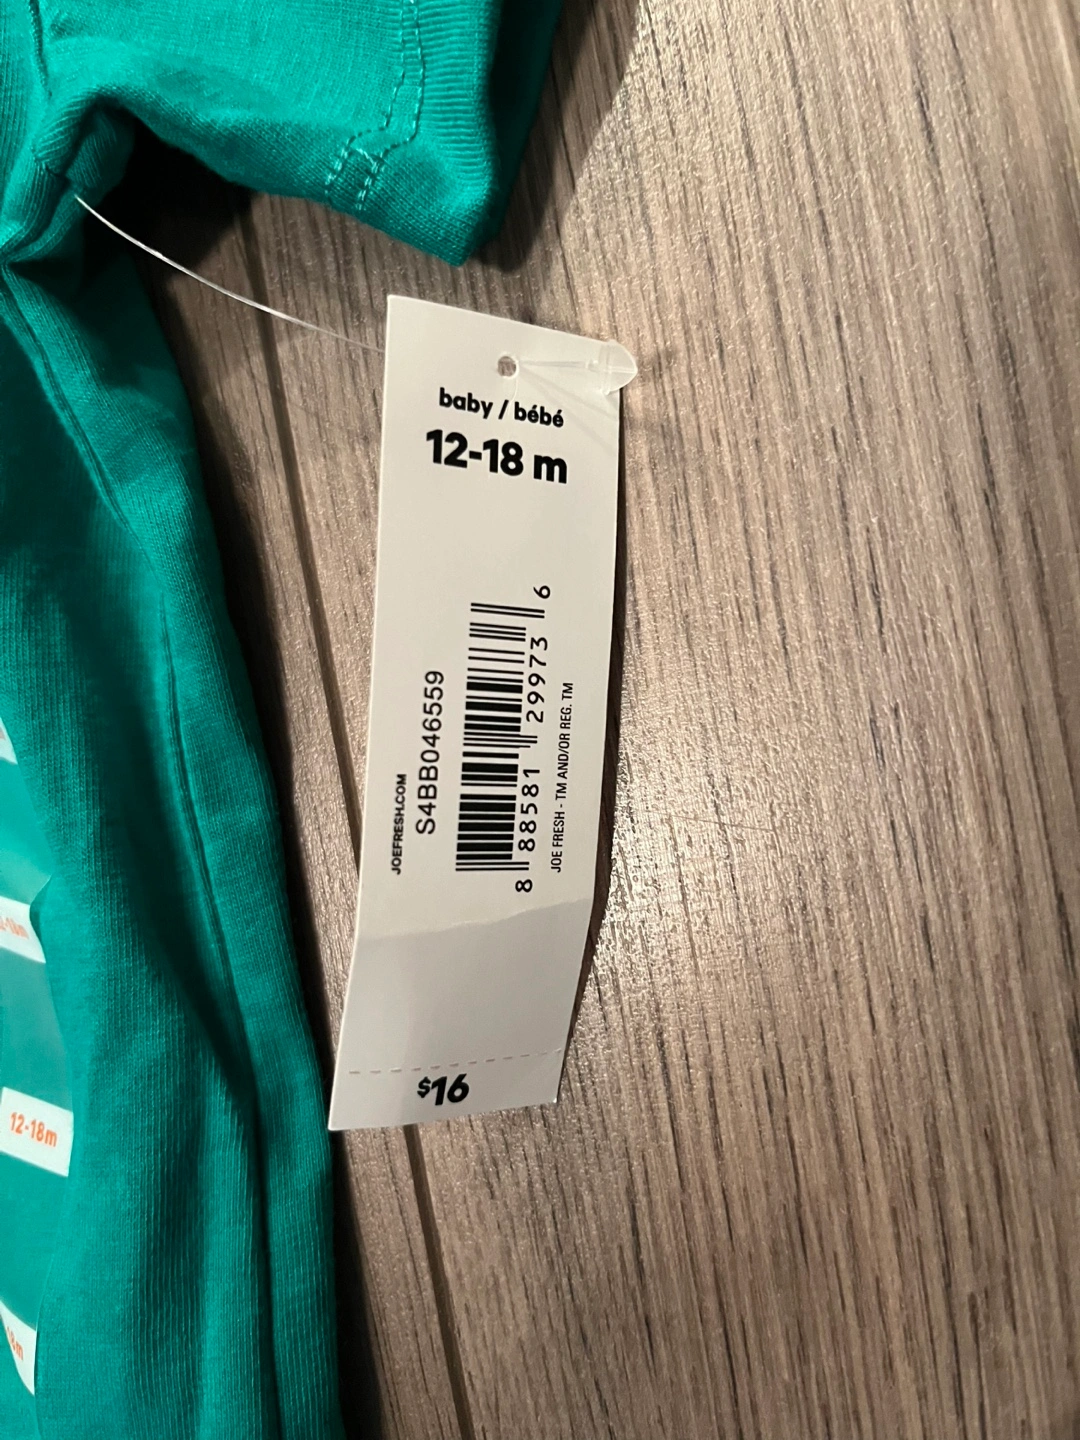 baby / bébé
12-18 m
JOEFRESH.COM
S4BB046559
8 88581 29973 6
JOE FRESH - TM AND/OR REG. TM
$16
12-18m